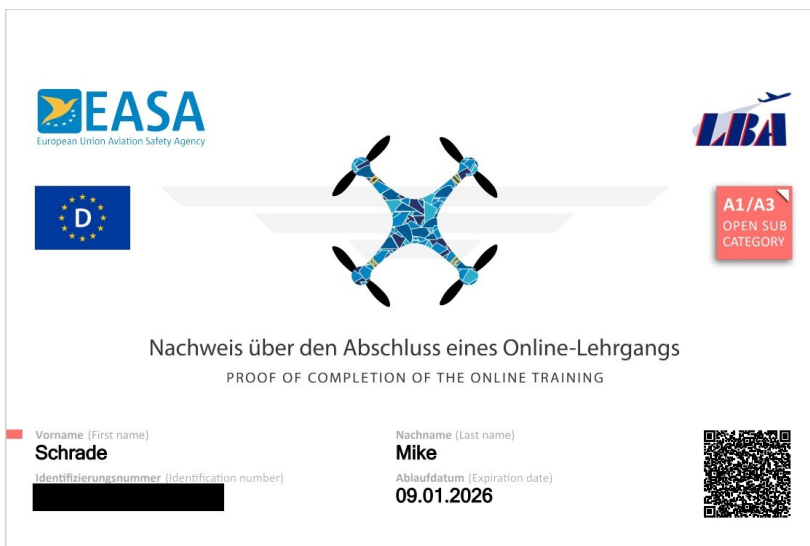 EASA
European Union Aviation Safety Agency
LBA
D
A1/A3
OPEN SUB
CATEGORY
Nachweis über den Abschluss eines Online-Lehrgangs
PROOF OF COMPLETION OF THE ONLINE TRAINING
Vorname (First name)
Schrade
Nachname (Last name)
Mike
Identifizierungsnummer (Identification number)
Ablaufdatum (Expiration date)
09.01.2026